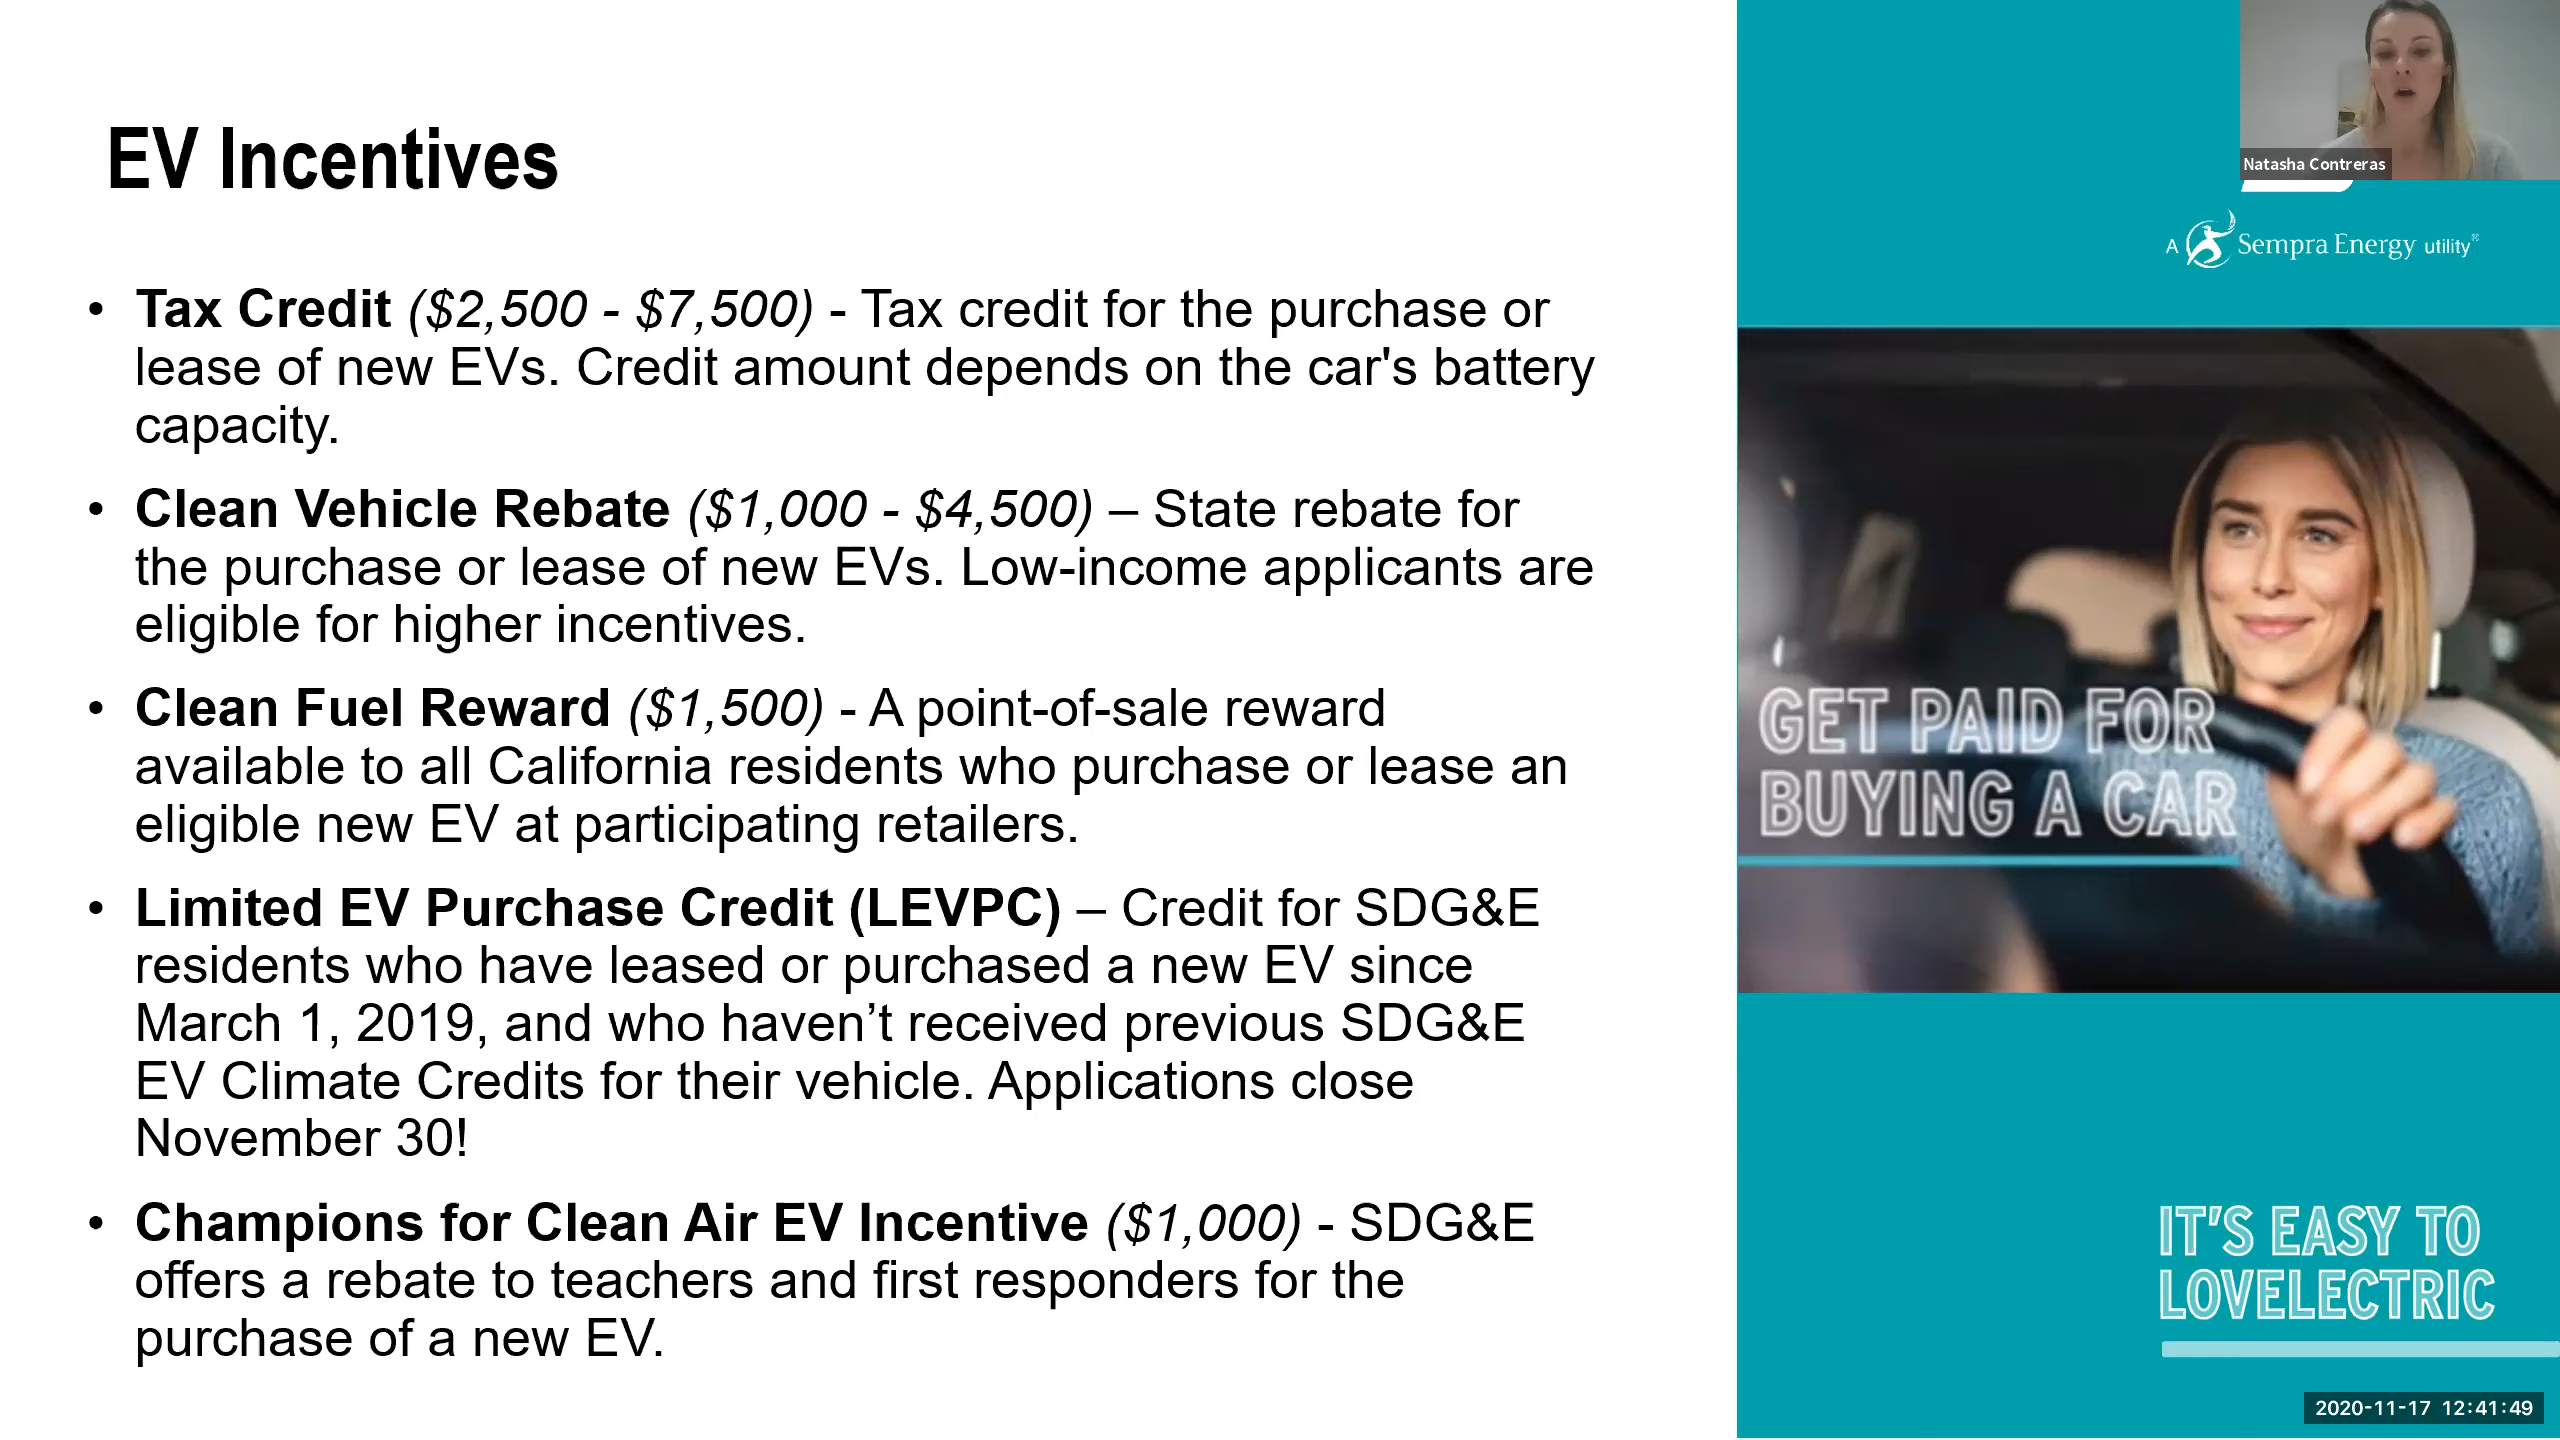 EV Incentives
• Tax Credit ($2,500 - $7,500) - Tax credit for the purchase or
lease of new EVs. Credit amount depends on the car's battery
capacity.
• Clean Vehicle Rebate ($1,000 - $4,500) – State rebate for
the purchase or lease of new EVs. Low-income applicants are
eligible for higher incentives.
• Clean Fuel Reward ($1,500) - A point-of-sale reward
available to all California residents who purchase or lease an
eligible new EV at participating retailers.
• Limited EV Purchase Credit (LEVPC) – Credit for SDG&E
residents who have leased or purchased a new EV since
March 1, 2019, and who haven’t received previous SDG&E
EV Climate Credits for their vehicle. Applications close
November 30!
• Champions for Clean Air EV Incentive ($1,000) - SDG&E
offers a rebate to teachers and first responders for the
purchase of a new EV.
Natasha Contreras
A Sempra Energy utility®
GET PAID FOR
BUYING A CAR
IT'S EASY TO
LOVELECTRIC
2020-11-17 12:41:49